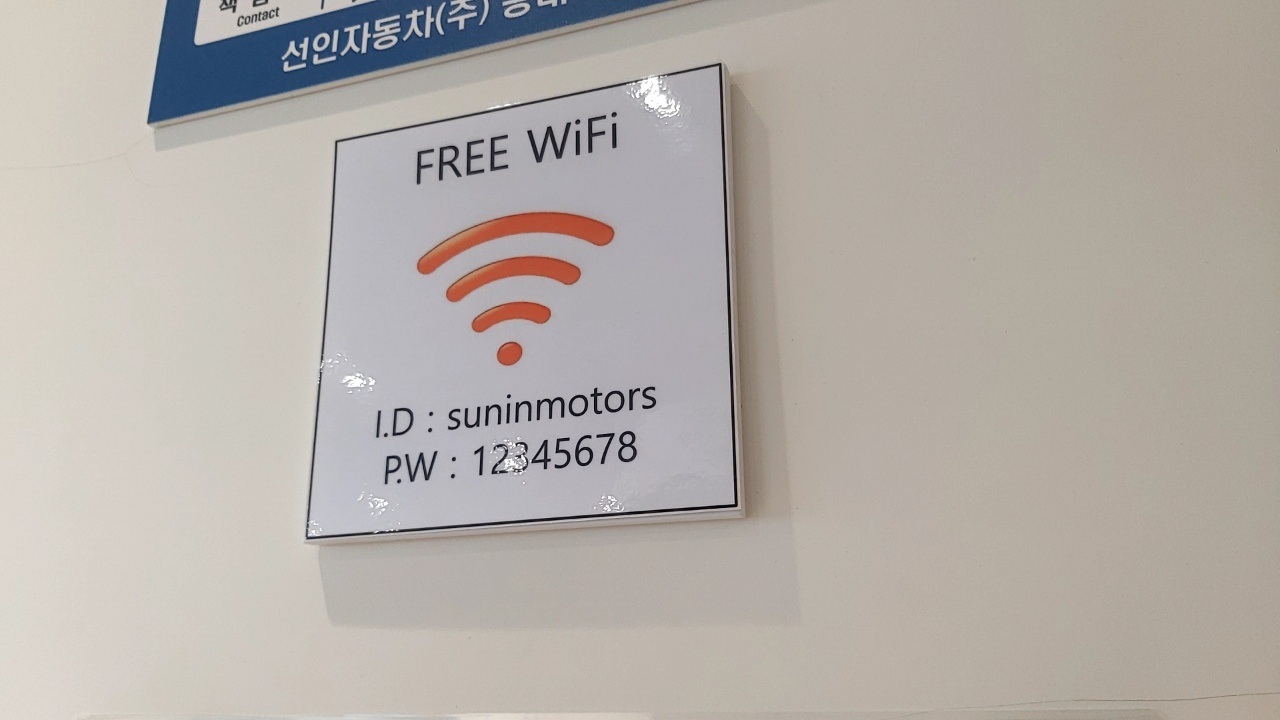 Contact
선인자동차(주)
FREE WiFi
I.D : suninmotors
P.W : 12345678